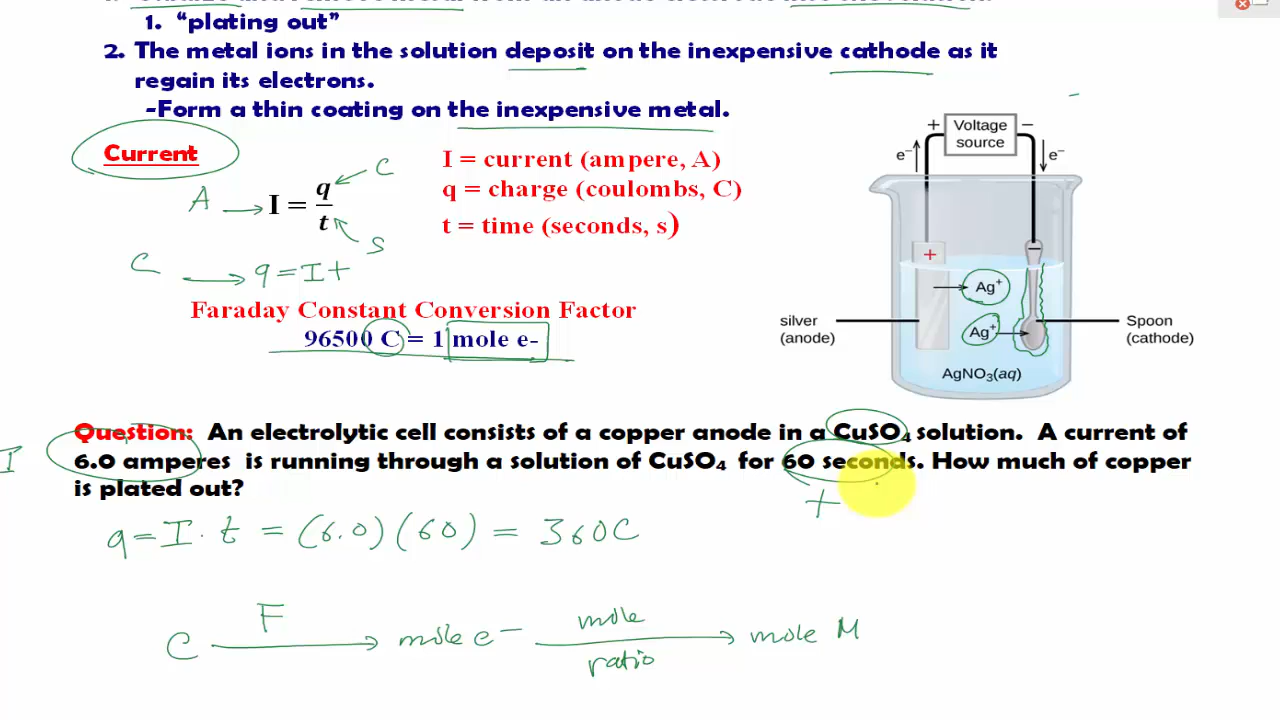 1. “plating out”
2. The metal ions in the solution deposit on the inexpensive cathode as it
regain its electrons.
-Form a thin coating on the inexpensive metal.
Current
A → I = q/t
C
S
I = current (ampere, A)
q = charge (coulombs, C)
t = time (seconds, s)
C → q = I t
Faraday Constant Conversion Factor
96500 C = 1 mole e-
+ Voltage −
source
e⁻ e⁻
+ −
Ag⁺
Ag⁺
silver
(anode)
Spoon
(cathode)
AgNO₃(aq)
Question: An electrolytic cell consists of a copper anode in a CuSO₄ solution. A current of
I
6.0 amperes is running through a solution of CuSO₄ for 60 seconds. How much of copper
is plated out?
t
q = I · t = (6.0) (60) = 360C
C F → mole e− mole ratio → mole M